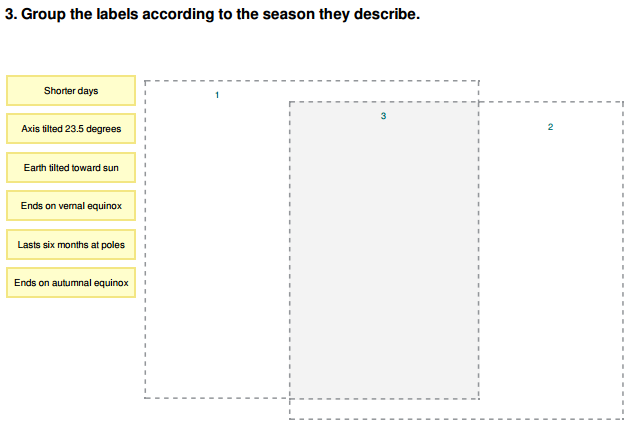 3. Group the labels according to the season they describe.
Shorter days
Axis tilted 23.5 degrees
Earth tilted toward sun
Ends on vernal equinox
Lasts six months at poles
Ends on autumnal equinox
1
3
2